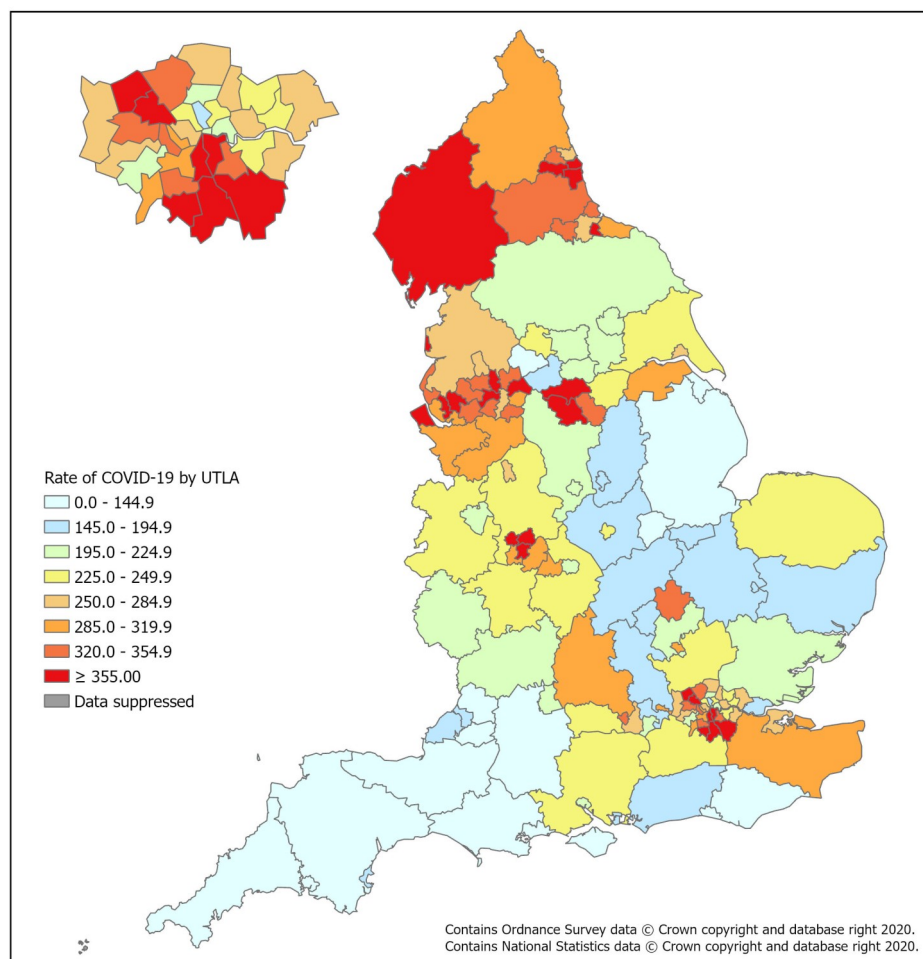 Rate of COVID-19 by UTLA
0.0 - 144.9
145.0 - 194.9
195.0 - 224.9
225.0 - 249.9
250.0 - 284.9
285.0 - 319.9
320.0 - 354.9
≥ 355.00
Data suppressed
Contains Ordnance Survey data © Crown copyright and database right 2020.
Contains National Statistics data © Crown copyright and database right 2020.